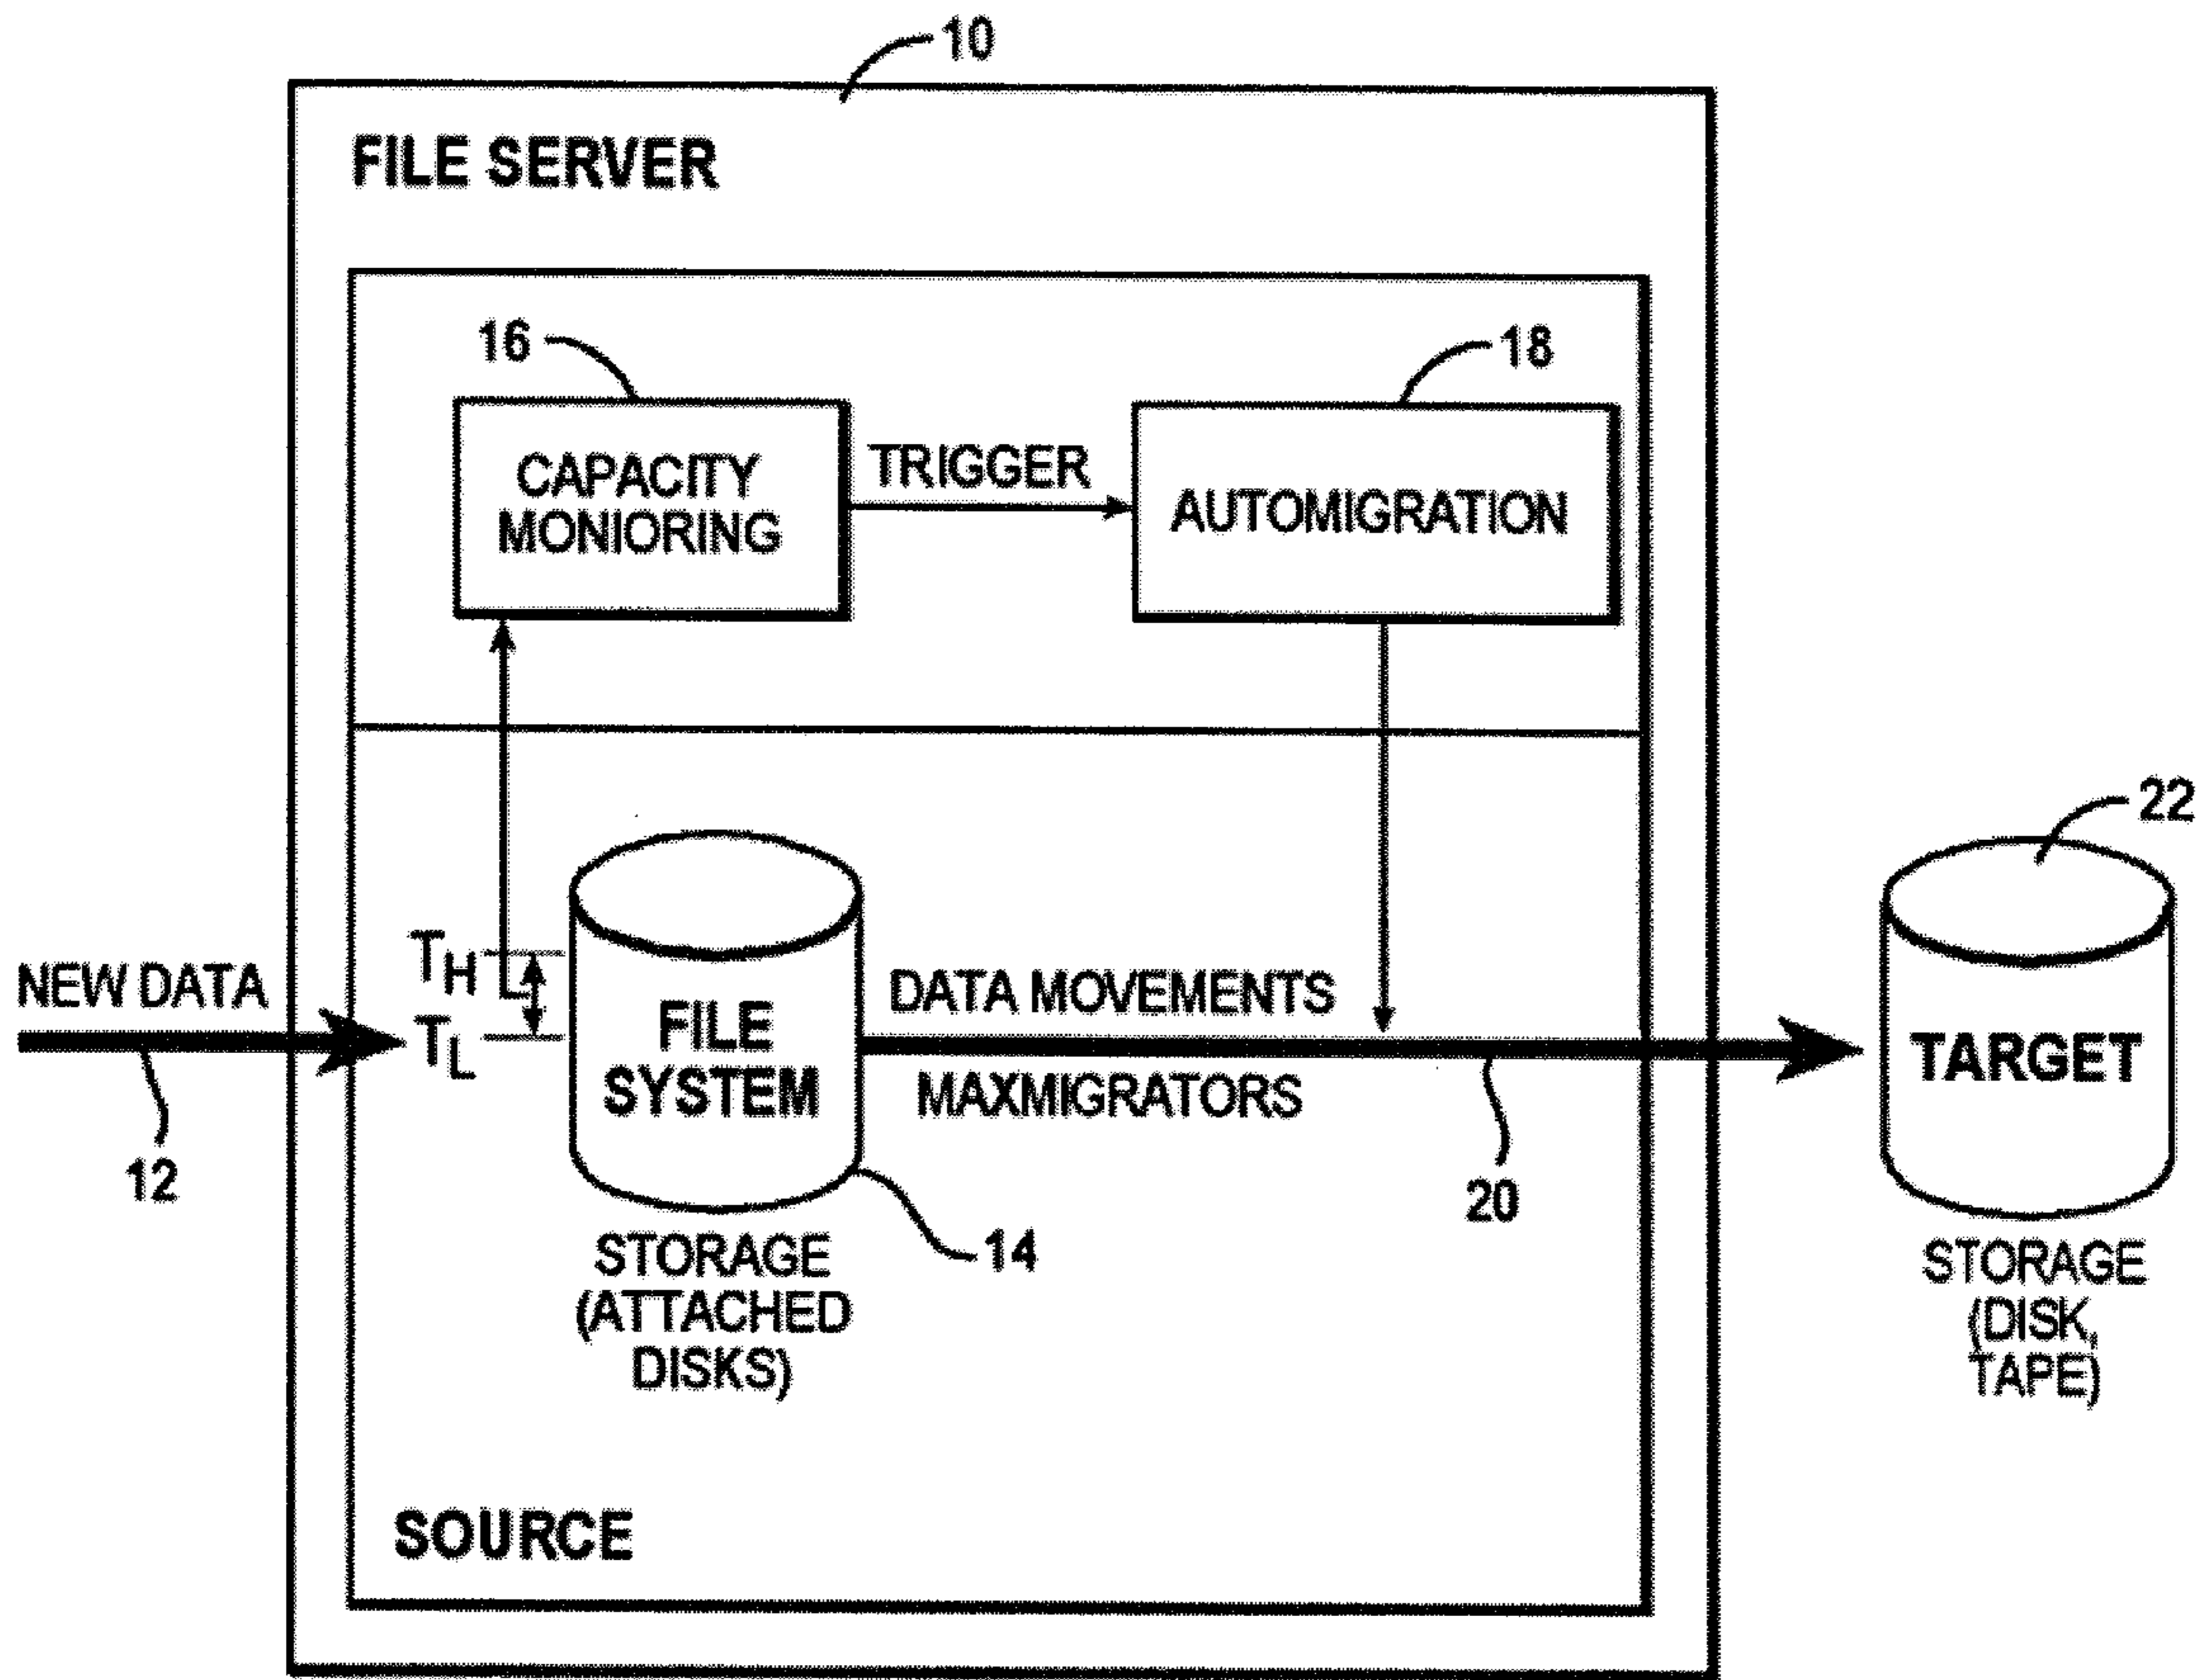 10
FILE SERVER
16
18
CAPACITY
MONIORING
TRIGGER
AUTOMIGRATION
22
NEW DATA
TH
TL
12
FILE
SYSTEM
DATA MOVEMENTS
MAXMIGRATORS
20
TARGET
14
STORAGE
(ATTACHED
DISKS)
STORAGE
(DISK,
TAPE)
SOURCE